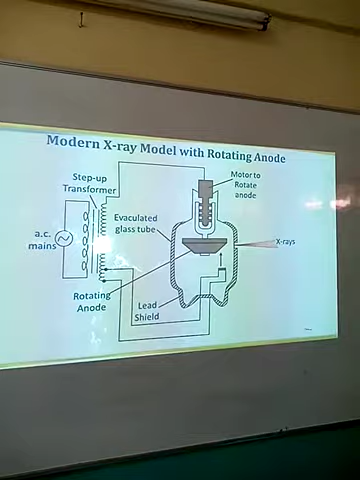 Modern X-ray Model with Rotating Anode
Step-up
Transformer
Motor to
Rotate
anode
Evacuated
glass tube
a.c.
mains
X-rays
Rotating
Anode
Lead
Shield